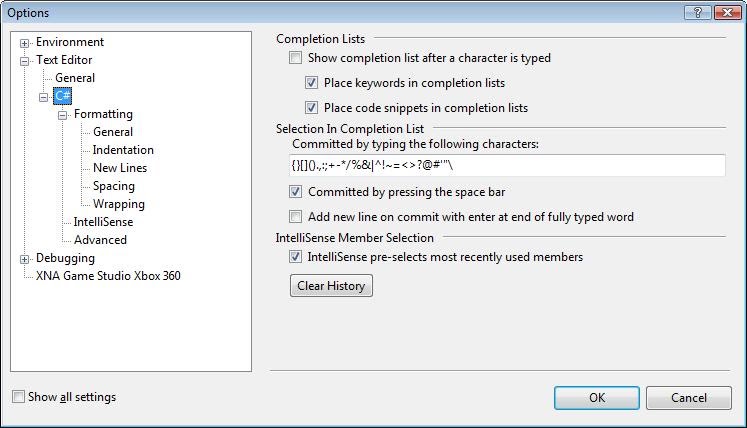 Options
Environment
Text Editor
General
C#
Formatting
General
Indentation
New Lines
Spacing
Wrapping
IntelliSense
Advanced
Debugging
XNA Game Studio Xbox 360
Completion Lists
Show completion list after a character is typed
Place keywords in completion lists
Place code snippets in completion lists
Selection In Completion List
Committed by typing the following characters:
{}[]().,:;+-*/%&|^!~=<>?@#'"\
Committed by pressing the space bar
Add new line on commit with enter at end of fully typed word
IntelliSense Member Selection
IntelliSense pre-selects most recently used members
Clear History
Show all settings
OK
Cancel